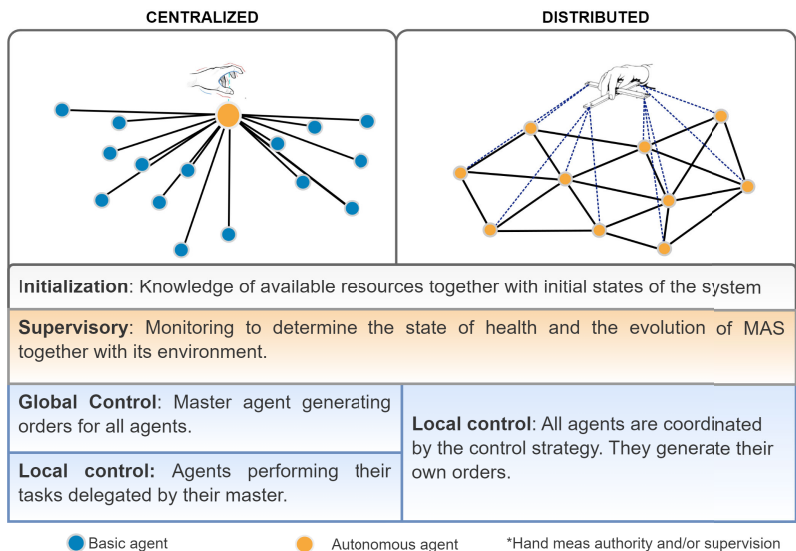 CENTRALIZED
DISTRIBUTED
Initialization: Knowledge of available resources together with initial states of the system
Supervisory: Monitoring to determine the state of health and the evolution of MAS
together with its environment.
Global Control: Master agent generating
orders for all agents.
Local control: Agents performing their
tasks delegated by their master.
Local control: All agents are coordinated
by the control strategy. They generate their
own orders.
Basic agent
Autonomous agent
*Hand meas authority and/or supervision